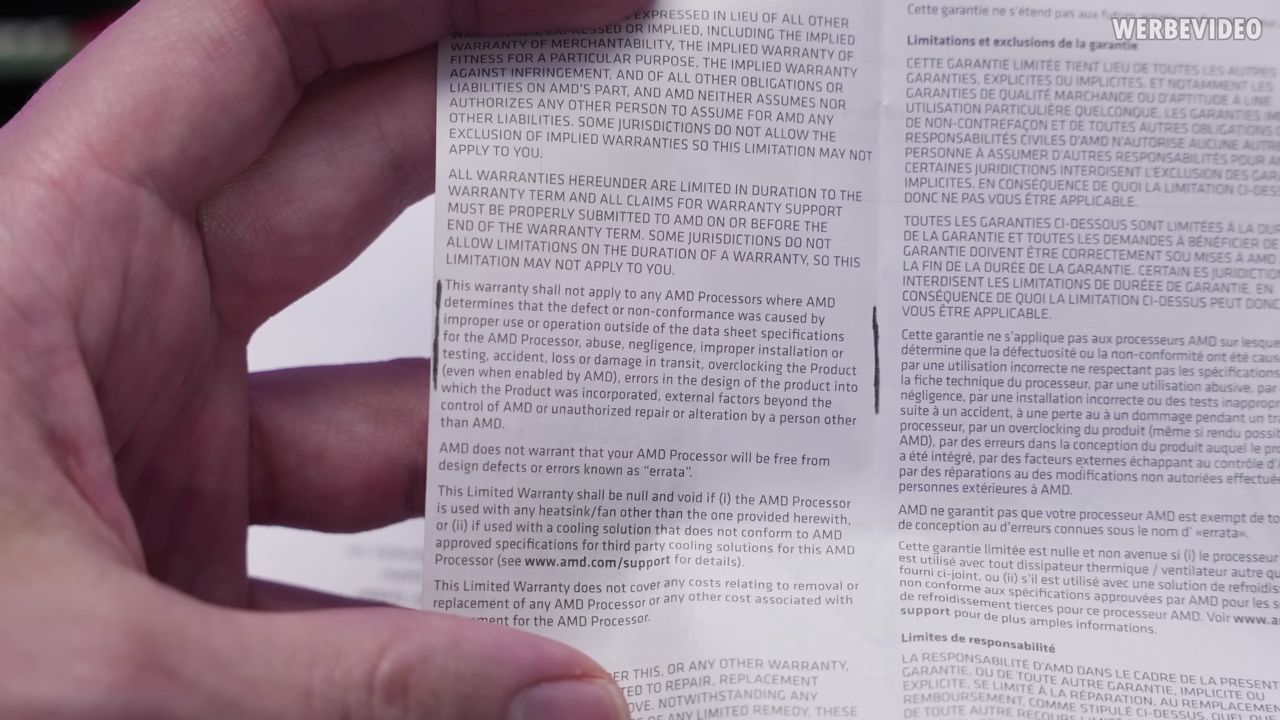 WERBEVIDEO
EXPRESSED IN LIEU OF ALL OTHER
EXPRESSED OR IMPLIED, INCLUDING THE IMPLIED
WARRANTY OF MERCHANTABILITY, THE IMPLIED WARRANTY OF
FITNESS FOR A PARTICULAR PURPOSE, THE IMPLIED WARRANTY
AGAINST INFRINGEMENT, AND OF ALL OTHER OBLIGATIONS OR
LIABILITIES ON AMD'S PART, AND AMD NEITHER ASSUMES NOR
AUTHORIZES ANY OTHER PERSON TO ASSUME FOR AMD ANY
OTHER LIABILITIES. SOME JURISDICTIONS DO NOT ALLOW THE
EXCLUSION OF IMPLIED WARRANTIES SO THIS LIMITATION MAY NOT
APPLY TO YOU.
ALL WARRANTIES HEREUNDER ARE LIMITED IN DURATION TO THE
WARRANTY TERM AND ALL CLAIMS FOR WARRANTY SUPPORT
MUST BE PROPERLY SUBMITTED TO AMD ON OR BEFORE THE
END OF THE WARRANTY TERM. SOME JURISDICTIONS DO NOT
ALLOW LIMITATIONS ON THE DURATION OF A WARRANTY, SO THIS
LIMITATION MAY NOT APPLY TO YOU.
This warranty shall not apply to any AMD Processors where AMD
determines that the defect or non-conformance was caused by
improper use or operation outside of the data sheet specifications
for the AMD Processor, abuse, negligence, improper installation or
testing, accident, loss or damage in transit, overclocking the Product
(even when enabled by AMD), errors in the design of the product into
which the Product was incorporated, external factors beyond the
control of AMD or unauthorized repair or alteration by a person other
than AMD.
AMD does not warrant that your AMD Processor will be free from
design defects or errors known as "errata".
This Limited Warranty shall be null and void if (i) the AMD Processor
is used with any heatsink/fan other than the one provided herewith,
or (ii) if used with a cooling solution that does not conform to AMD
approved specifications for third party cooling solutions for this AMD
Processor (see www.amd.com/support for details).
This Limited Warranty does not cover any costs relating to removal or
replacement of any AMD Processor or any other cost associated with
for the AMD Processor.
THIS, OR ANY OTHER WARRANTY,
TO REPAIR, REPLACEMENT
NOTWITHSTANDING ANY
ANY LIMITED REMEDY, THESE
Cette garantie ne s'étend pas aux
Limitations et exclusions de la garantie
CETTE GARANTIE LIMITÉE TIENT LIEU DE TOUTES LES AUTRES
GARANTIES, EXPLICITES OU IMPLICITES, ET NOTAMMENT LES
GARANTIES DE QUALITÉ MARCHANDE OU D'APTITUDE À UNE
UTILISATION PARTICULIÈRE QUELCONQUE, LES GARANTIES
DE NON-CONTREFAÇON ET DE TOUTES AUTRES OBLIGATIONS
RESPONSABILITÉS CIVILES D'AMD N'AUTORISE AUCUNE
PERSONNE À ASSUMER D'AUTRES RESPONSABILITÉS POUR
CERTAINES JURIDICTIONS INTERDISENT L'EXCLUSION DES
IMPLICITES. EN CONSÉQUENCE DE QUOI LA LIMITATION
DONC NE PAS VOUS ÊTRE APPLICABLE.
TOUTES LES GARANTIES CI-DESSOUS SONT LIMITÉES À LA
DE LA GARANTIE ET TOUTES LES DEMANDES À BÉNÉFICIER DE
GARANTIE DOIVENT ÊTRE CORRECTEMENT SOU MISES À AMD
LA FIN DE LA DURÉE DE LA GARANTIE. CERTAIN ES
INTERDISENT LES LIMITATIONS DE DURÉEE DE GARANTIE. EN
CONSÉQUENCE DE QUOI LA LIMITATION CI-DESSUS PEUT
VOUS ÊTRE APPLICABLE.
Cette garantie ne s'applique pas aux processeurs AMD sur
détermine que la défectuosité ou la non-conformité ont été
par une utilisation incorrecte ne respectant pas les spécifications
la fiche technique du processeur, par une utilisation abusive, par
négligence, par une installation incorrecte ou des tests
suite à un accident, à une perte au à un dommage pendant un
processeur, par un overclocking du produit (même si rendu
AMD), par des erreurs dans la conception du produit auquel le
a été intégré, par des facteurs externes échappant au contrôle
par des réparations au des modifications non autoriées
personnes extérieures à AMD.
AMD ne garantit pas que votre processeur AMD est exempt de
de conception au d'erreurs connues sous le nom d' «errata».
Cette garantie limitée est nulle et non avenue si (i) le processeur
est utilisé avec tout dissipateur thermique / ventilateur autre
fourni ci-joint, ou (ii) s'il est utilisé avec une solution de
non conforme aux spécifications approuvées par AMD pour les
de refroidissement tierces pour ce processeur AMD. Voir
support pour de plus amples informations.
Limites de responsabilité
LA RESPONSABILITÉ D'AMD DANS LE CADRE DE LA
GARANTIE, OU DE TOUTE AUTRE GARANTIE, IMPLICITE OU
EXPLICITE, SE LIMITE À LA RÉPARATION, AU
REMBOURSEMENT, COMME STIPULÉ CI-DESSUS,
DE TOUTE AUTRE